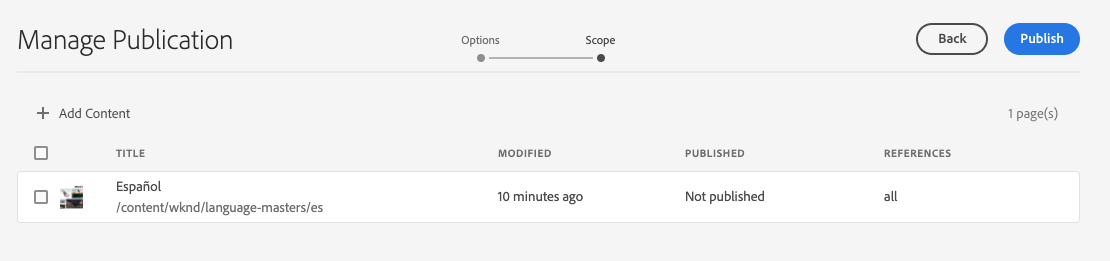 Manage Publication
Options
Scope
Back
Publish
Add Content
1 page(s)
TITLE
MODIFIED
PUBLISHED
REFERENCES
Español
/content/wknd/language-masters/es
10 minutes ago
Not published
all